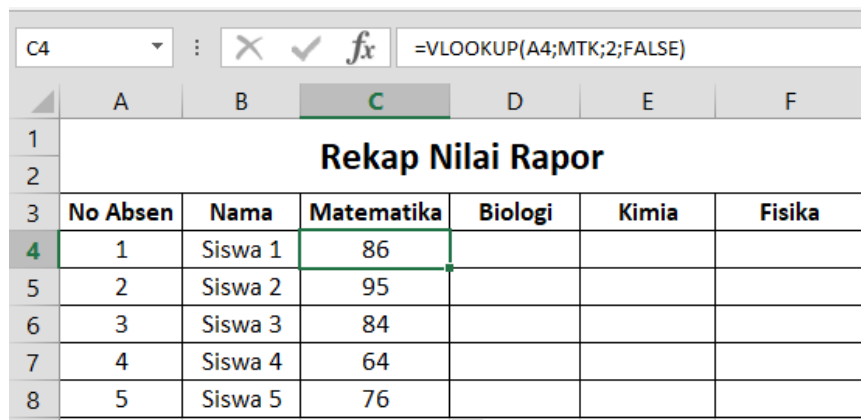 C4 fx =VLOOKUP(A4;MTK;2;FALSE)
A B C D E F
1
Rekap Nilai Rapor
2
3 No Absen Nama Matematika Biologi Kimia Fisika
4 1 Siswa 1 86
5 2 Siswa 2 95
6 3 Siswa 3 84
7 4 Siswa 4 64
8 5 Siswa 5 76